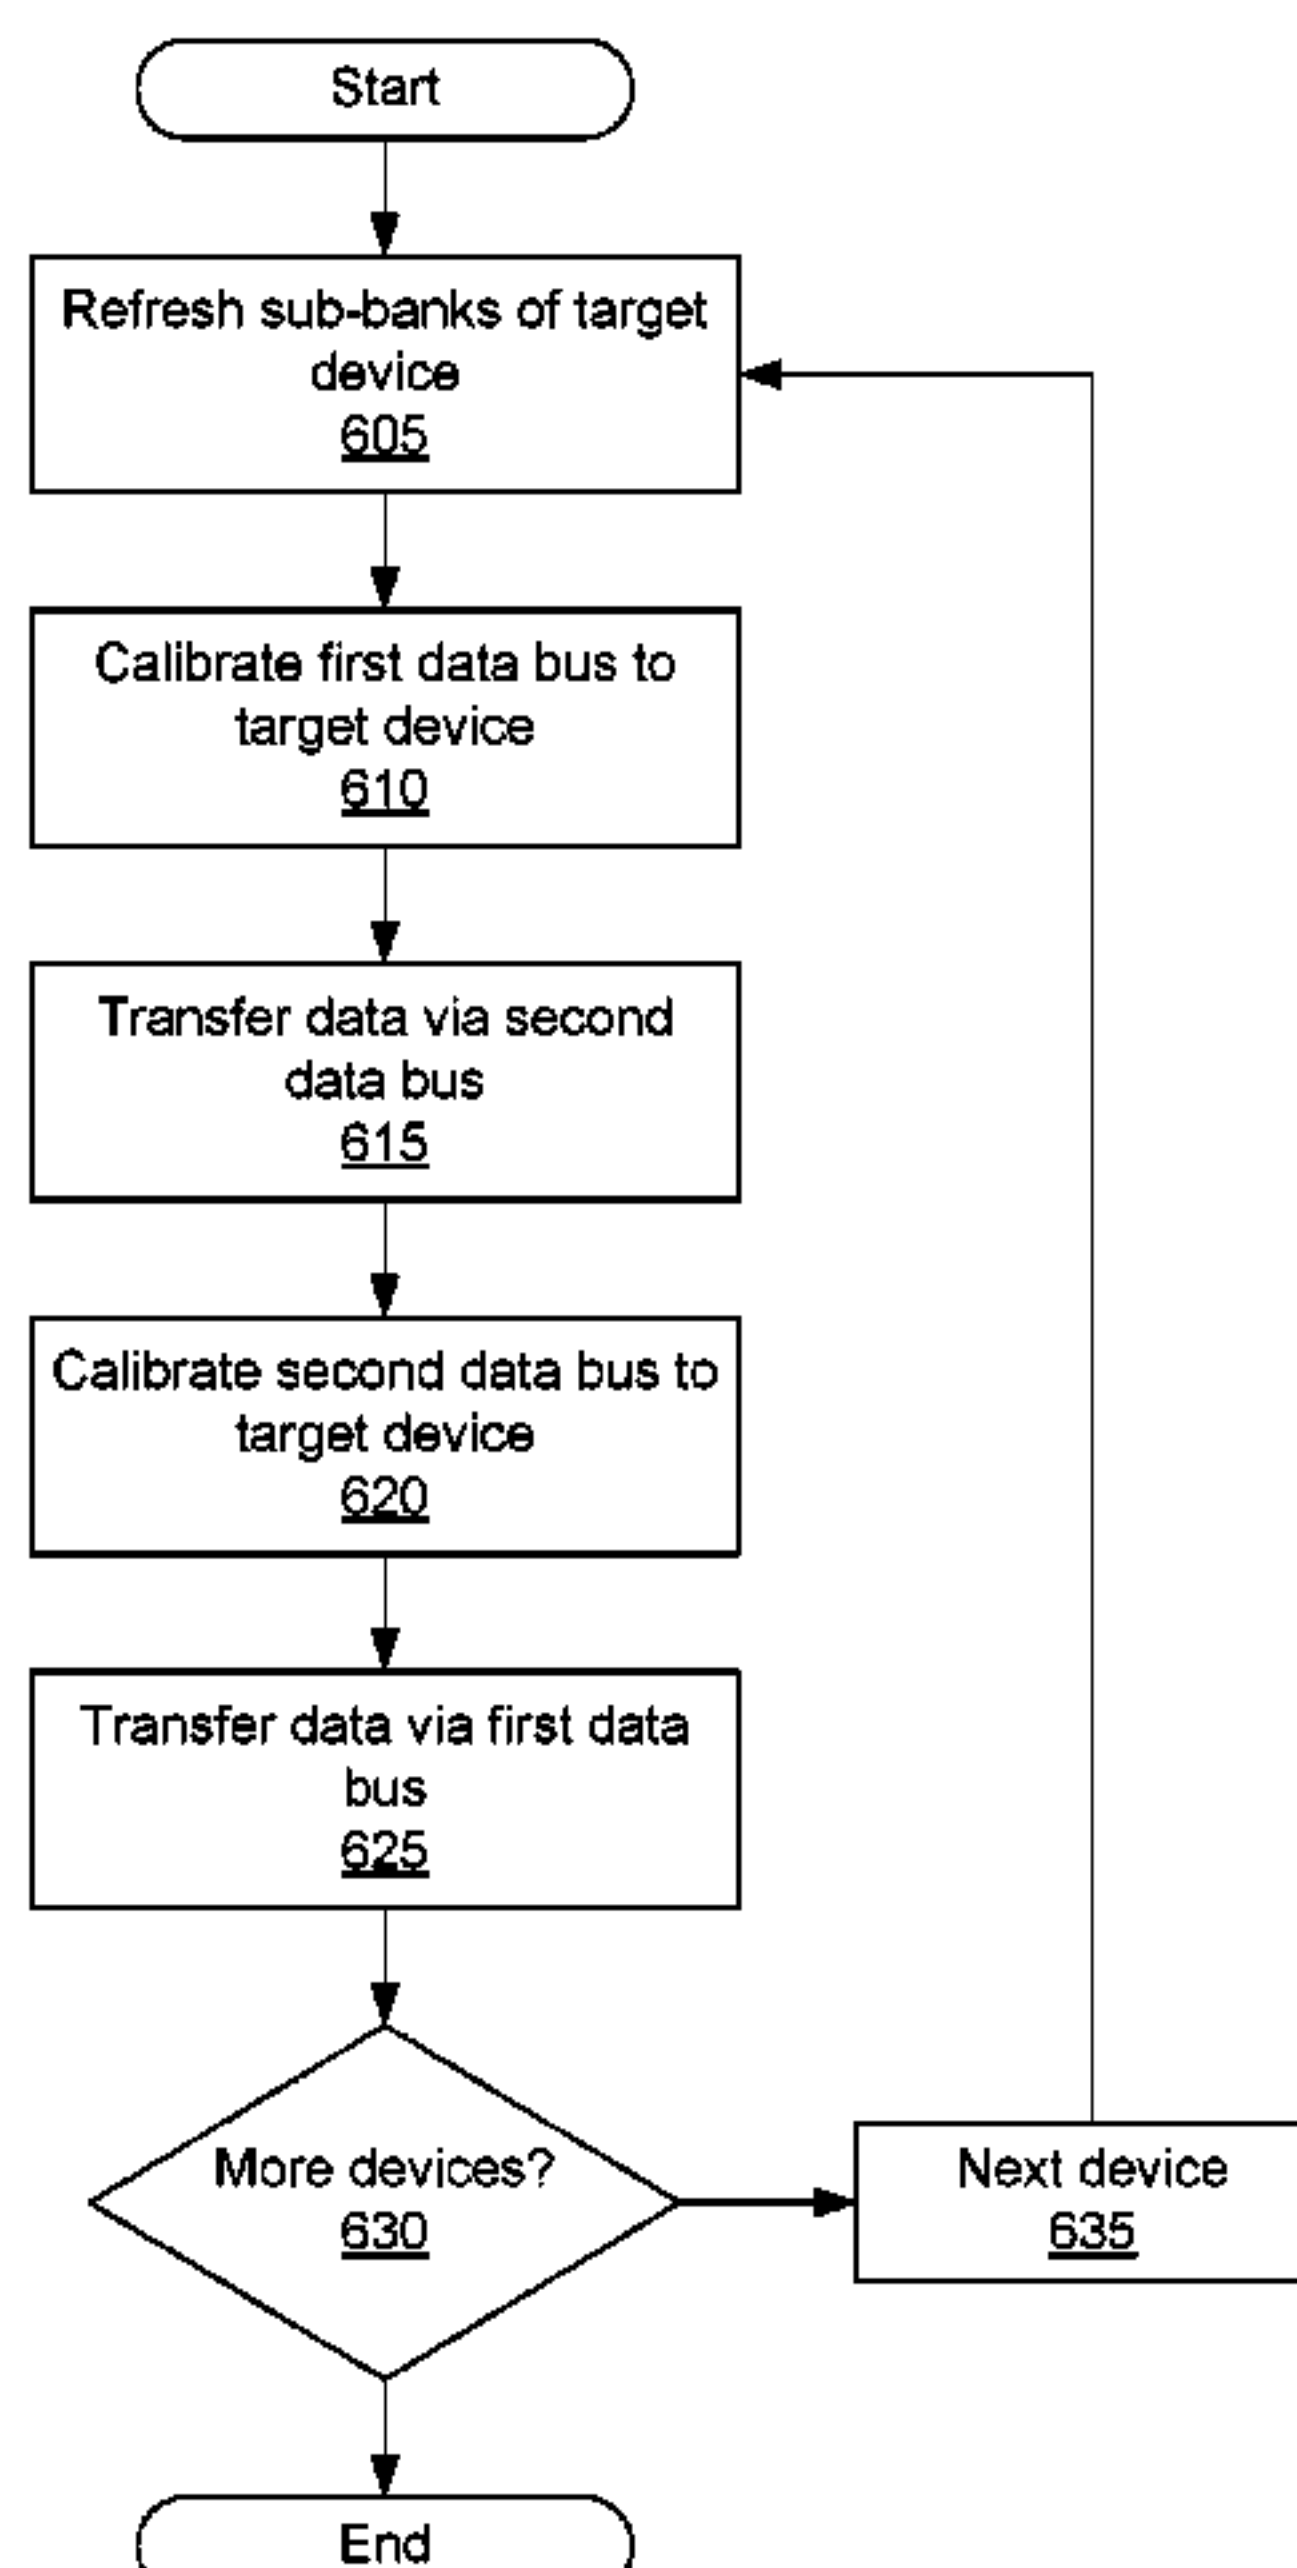 Start
Refresh sub-banks of target
device
605
Calibrate first data bus to
target device
610
Transfer data via second
data bus
615
Calibrate second data bus to
target device
620
Transfer data via first data
bus
625
More devices?
630
Next device
635
End